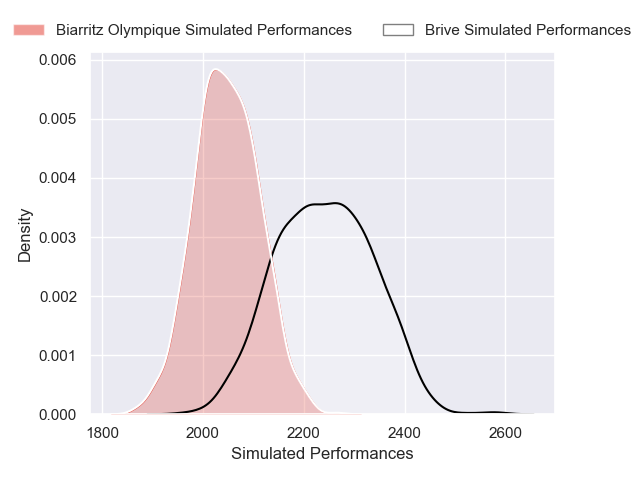 Biarritz Olympique Simulated Performances Brive Simulated Performances
0.006
0.005
0.004
0.003
0.002
0.001
0.000
Density
1800 2000 2200 2400 2600
Simulated Performances